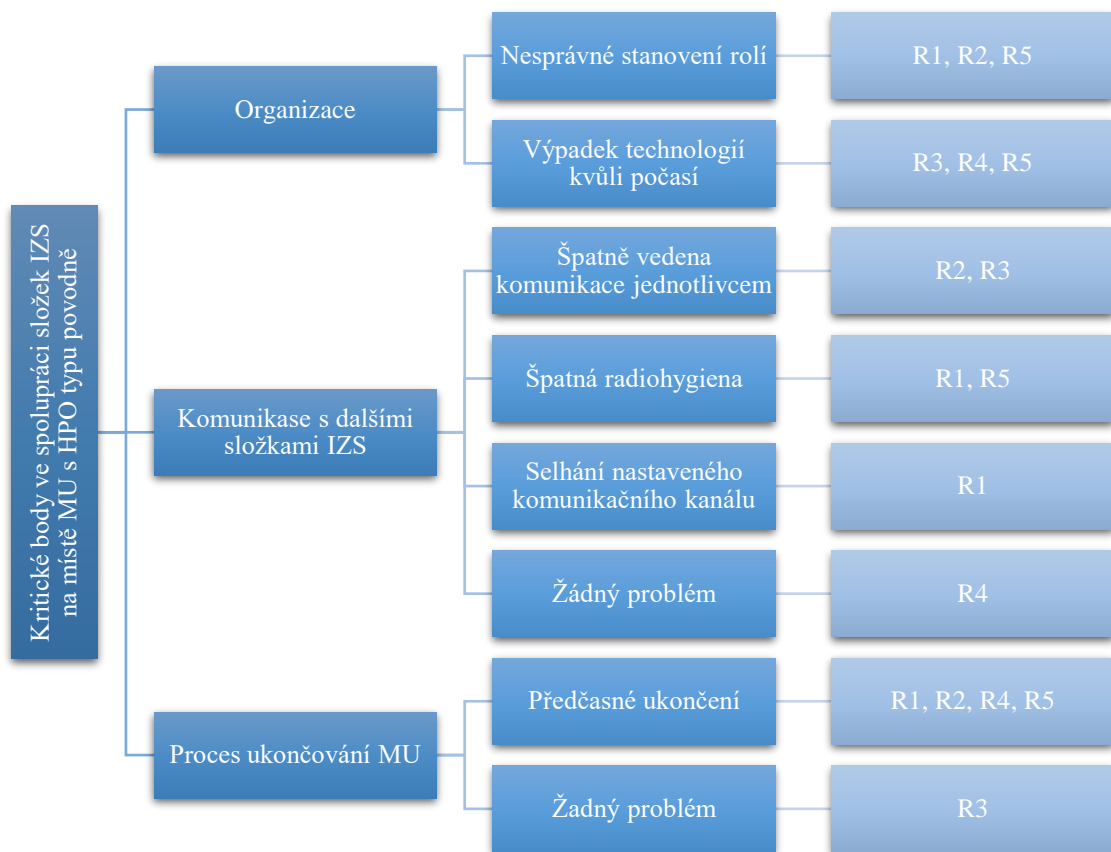 Kritické body ve spolupráci složek IZS
na místě MU s HPO typu povodně
Organizace
Nesprávné stanovení rolí
R1, R2, R5
Výpadek technologií
kvůli počasí
R3, R4, R5
Komunikase s dalšími
složkami IZS
Špatně vedena
komunikace jednotlivcem
R2, R3
Špatná radiohygiena
R1, R5
Selhání nastaveného
komunikačního kanálu
R1
Žádný problém
R4
Proces ukončování MU
Předčasné ukončení
R1, R2, R4, R5
Žadný problém
R3